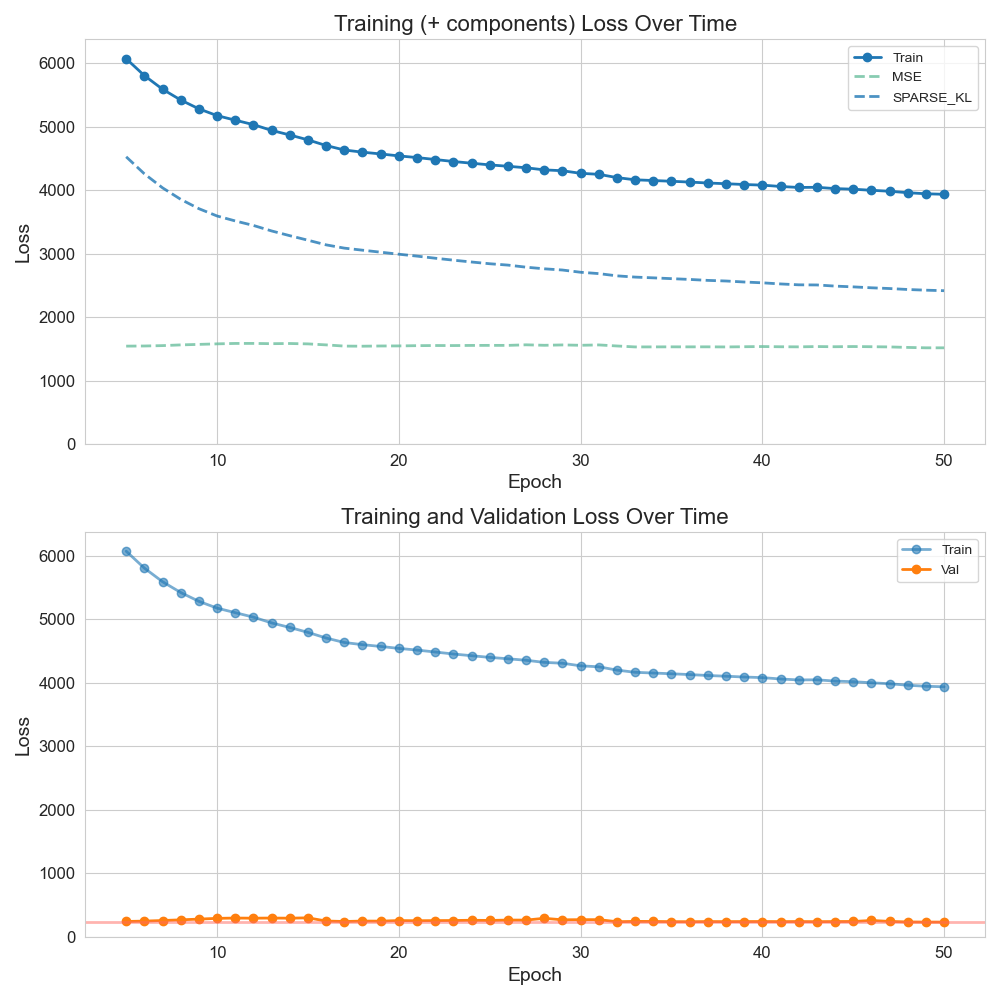 Training (+ components) Loss Over Time
Train
MSE
SPARSE_KL
Loss
6000
5000
4000
3000
2000
1000
0
10 20 30 40 50
Epoch
Training and Validation Loss Over Time
Train
Val
Loss
6000
5000
4000
3000
2000
1000
0
10 20 30 40 50
Epoch